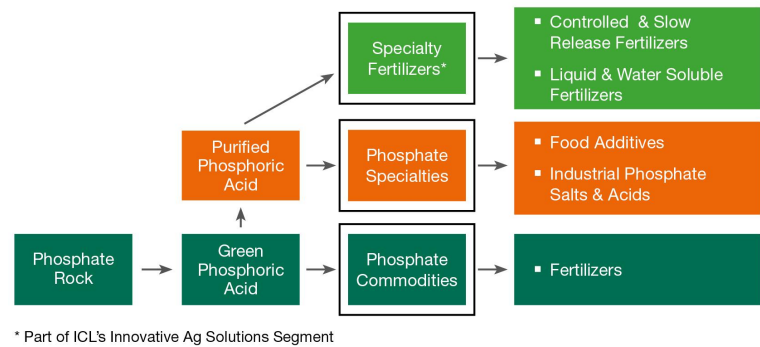 Specialty
Fertilizers*
▪ Controlled & Slow
Release Fertilizers
▪ Liquid & Water Soluble
Fertilizers
Purified
Phosphoric
Acid
Phosphate
Specialties
▪ Food Additives
▪ Industrial Phosphate
Salts & Acids
Phosphate
Rock
Green
Phosphoric
Acid
Phosphate
Commodities
▪ Fertilizers
* Part of ICL's Innovative Ag Solutions Segment